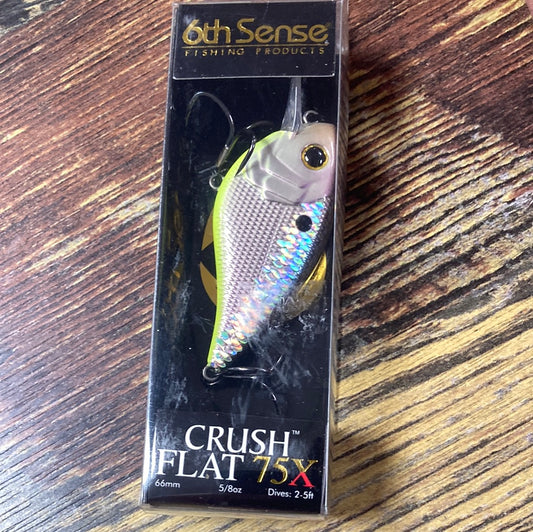 6th Sense®
FISHING PRODUCTS
CRUSH™
FLAT 75X
66mm 5/8oz Dives: 2-5ft